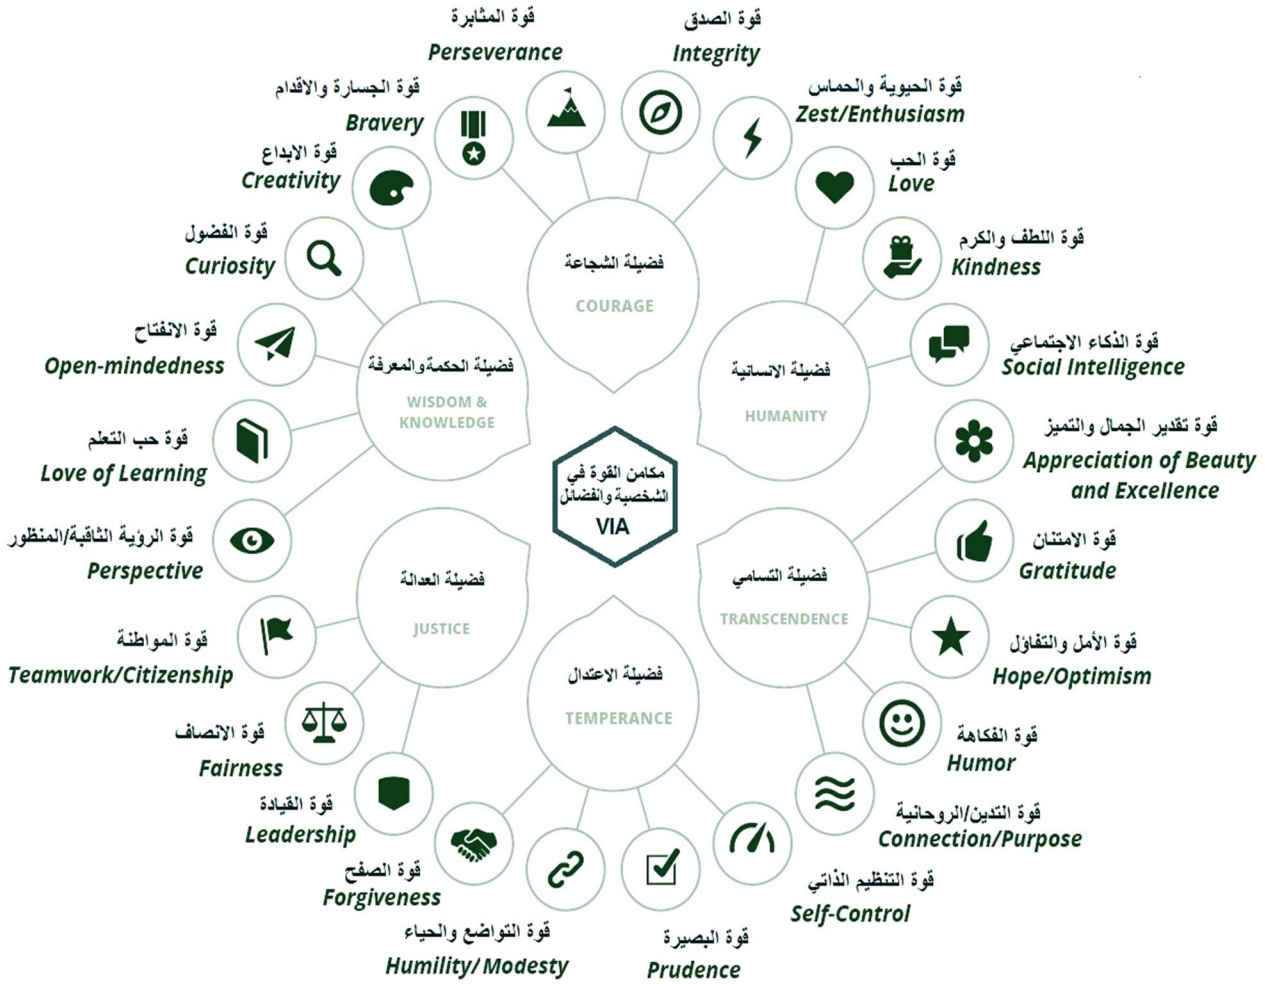 قوة المثابرة
Perseverance
قوة الصدق
Integrity
قوة الجسارة والاقدام
Bravery
قوة الحيوية والحماس
Zest/Enthusiasm
قوة الابداع
Creativity
قوة الحب
Love
قوة الفضول
Curiosity
قوة اللطف والكرم
Kindness
فضيلة الشجاعة
COURAGE
قوة الانفتاح
Open-mindedness
قوة الذكاء الاجتماعي
Social Intelligence
فضيلة الحكمة والمعرفة
WISDOM &
KNOWLEDGE
فضيلة الانسانية
HUMANITY
قوة حب التعلم
Love of Learning
قوة تقدير الجمال والتميز
Appreciation of Beauty
and Excellence
مكامن القوة في
الشخصية والفضائل
VIA
قوة الرؤية الثاقبة/المنظور
Perspective
قوة الامتنان
Gratitude
فضيلة العدالة
JUSTICE
فضيلة التسامي
TRANSCENDENCE
قوة المواطنة
Teamwork/Citizenship
قوة الأمل والتفاؤل
Hope/Optimism
فضيلة الاعتدال
TEMPERANCE
قوة الانصاف
Fairness
قوة الفكاهة
Humor
قوة القيادة
Leadership
قوة التدين/الروحانية
Connection/Purpose
قوة الصفح
Forgiveness
قوة التنظيم الذاتي
Self-Control
قوة التواضع والحياء
Humility/Modesty
قوة البصيرة
Prudence